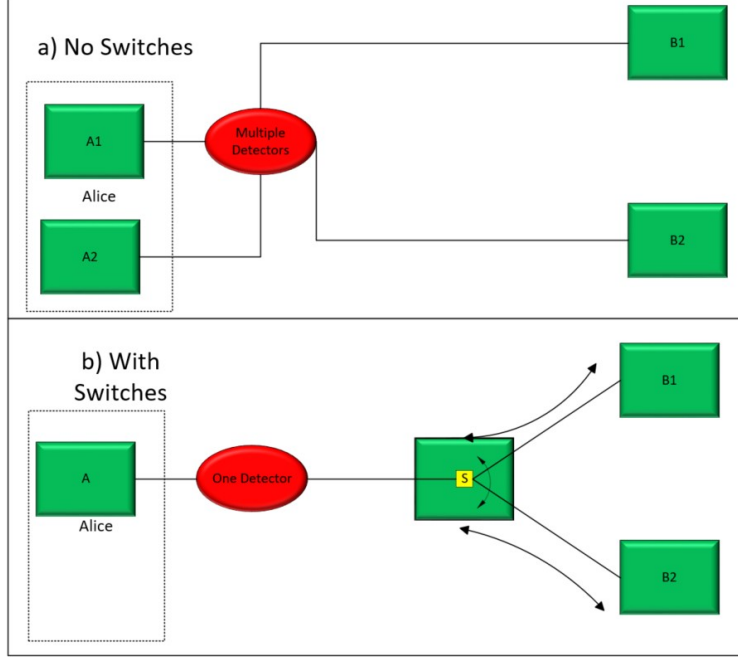 a) No Switches
B1
A1
Multiple
Detectors
Alice
A2
B2
b) With
Switches
B1
A
One Detector
S
Alice
B2